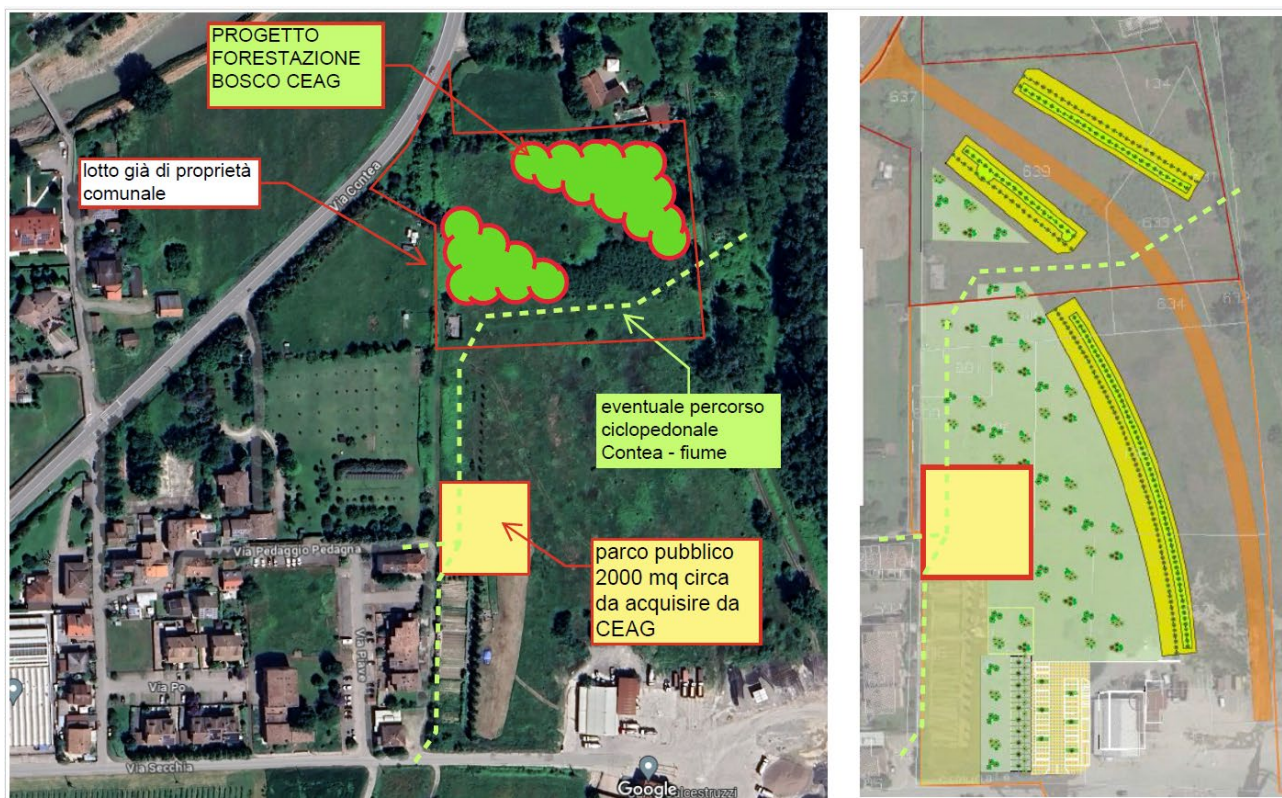 PROGETTO
FORESTAZIONE
BOSCO CEAG
lotto già di proprietà
comunale
Via Contea
eventuale percorso
ciclopedonale
Contea - fiume
parco pubblico
2000 mq circa
da acquisire da
CEAG
Via Pedaggio Pedagna
Via Piave
Via Po
Via Secchia
Google
637
639
134
633
634